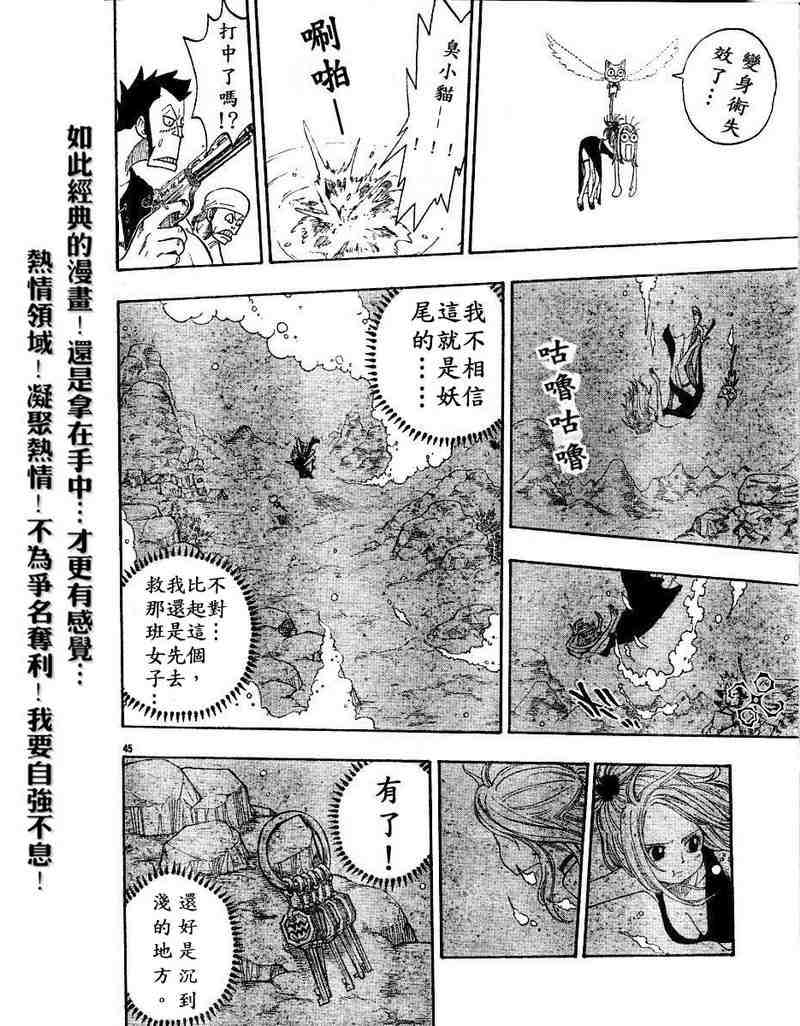 變身術失
效了…
臭小貓—！！！
唰啪—
打中了嗎!?
咕嚕咕嚕
我不相信
這就是妖
尾的……
不對…
比起這個，
我還是先去
救那班女子…
45
有了！
還好是沉到
淺的地方。
如此經典的漫畫！還是拿在手中…才更有感覺…
熱情領域！凝聚熱情！不為爭名奪利！我要自強不息！